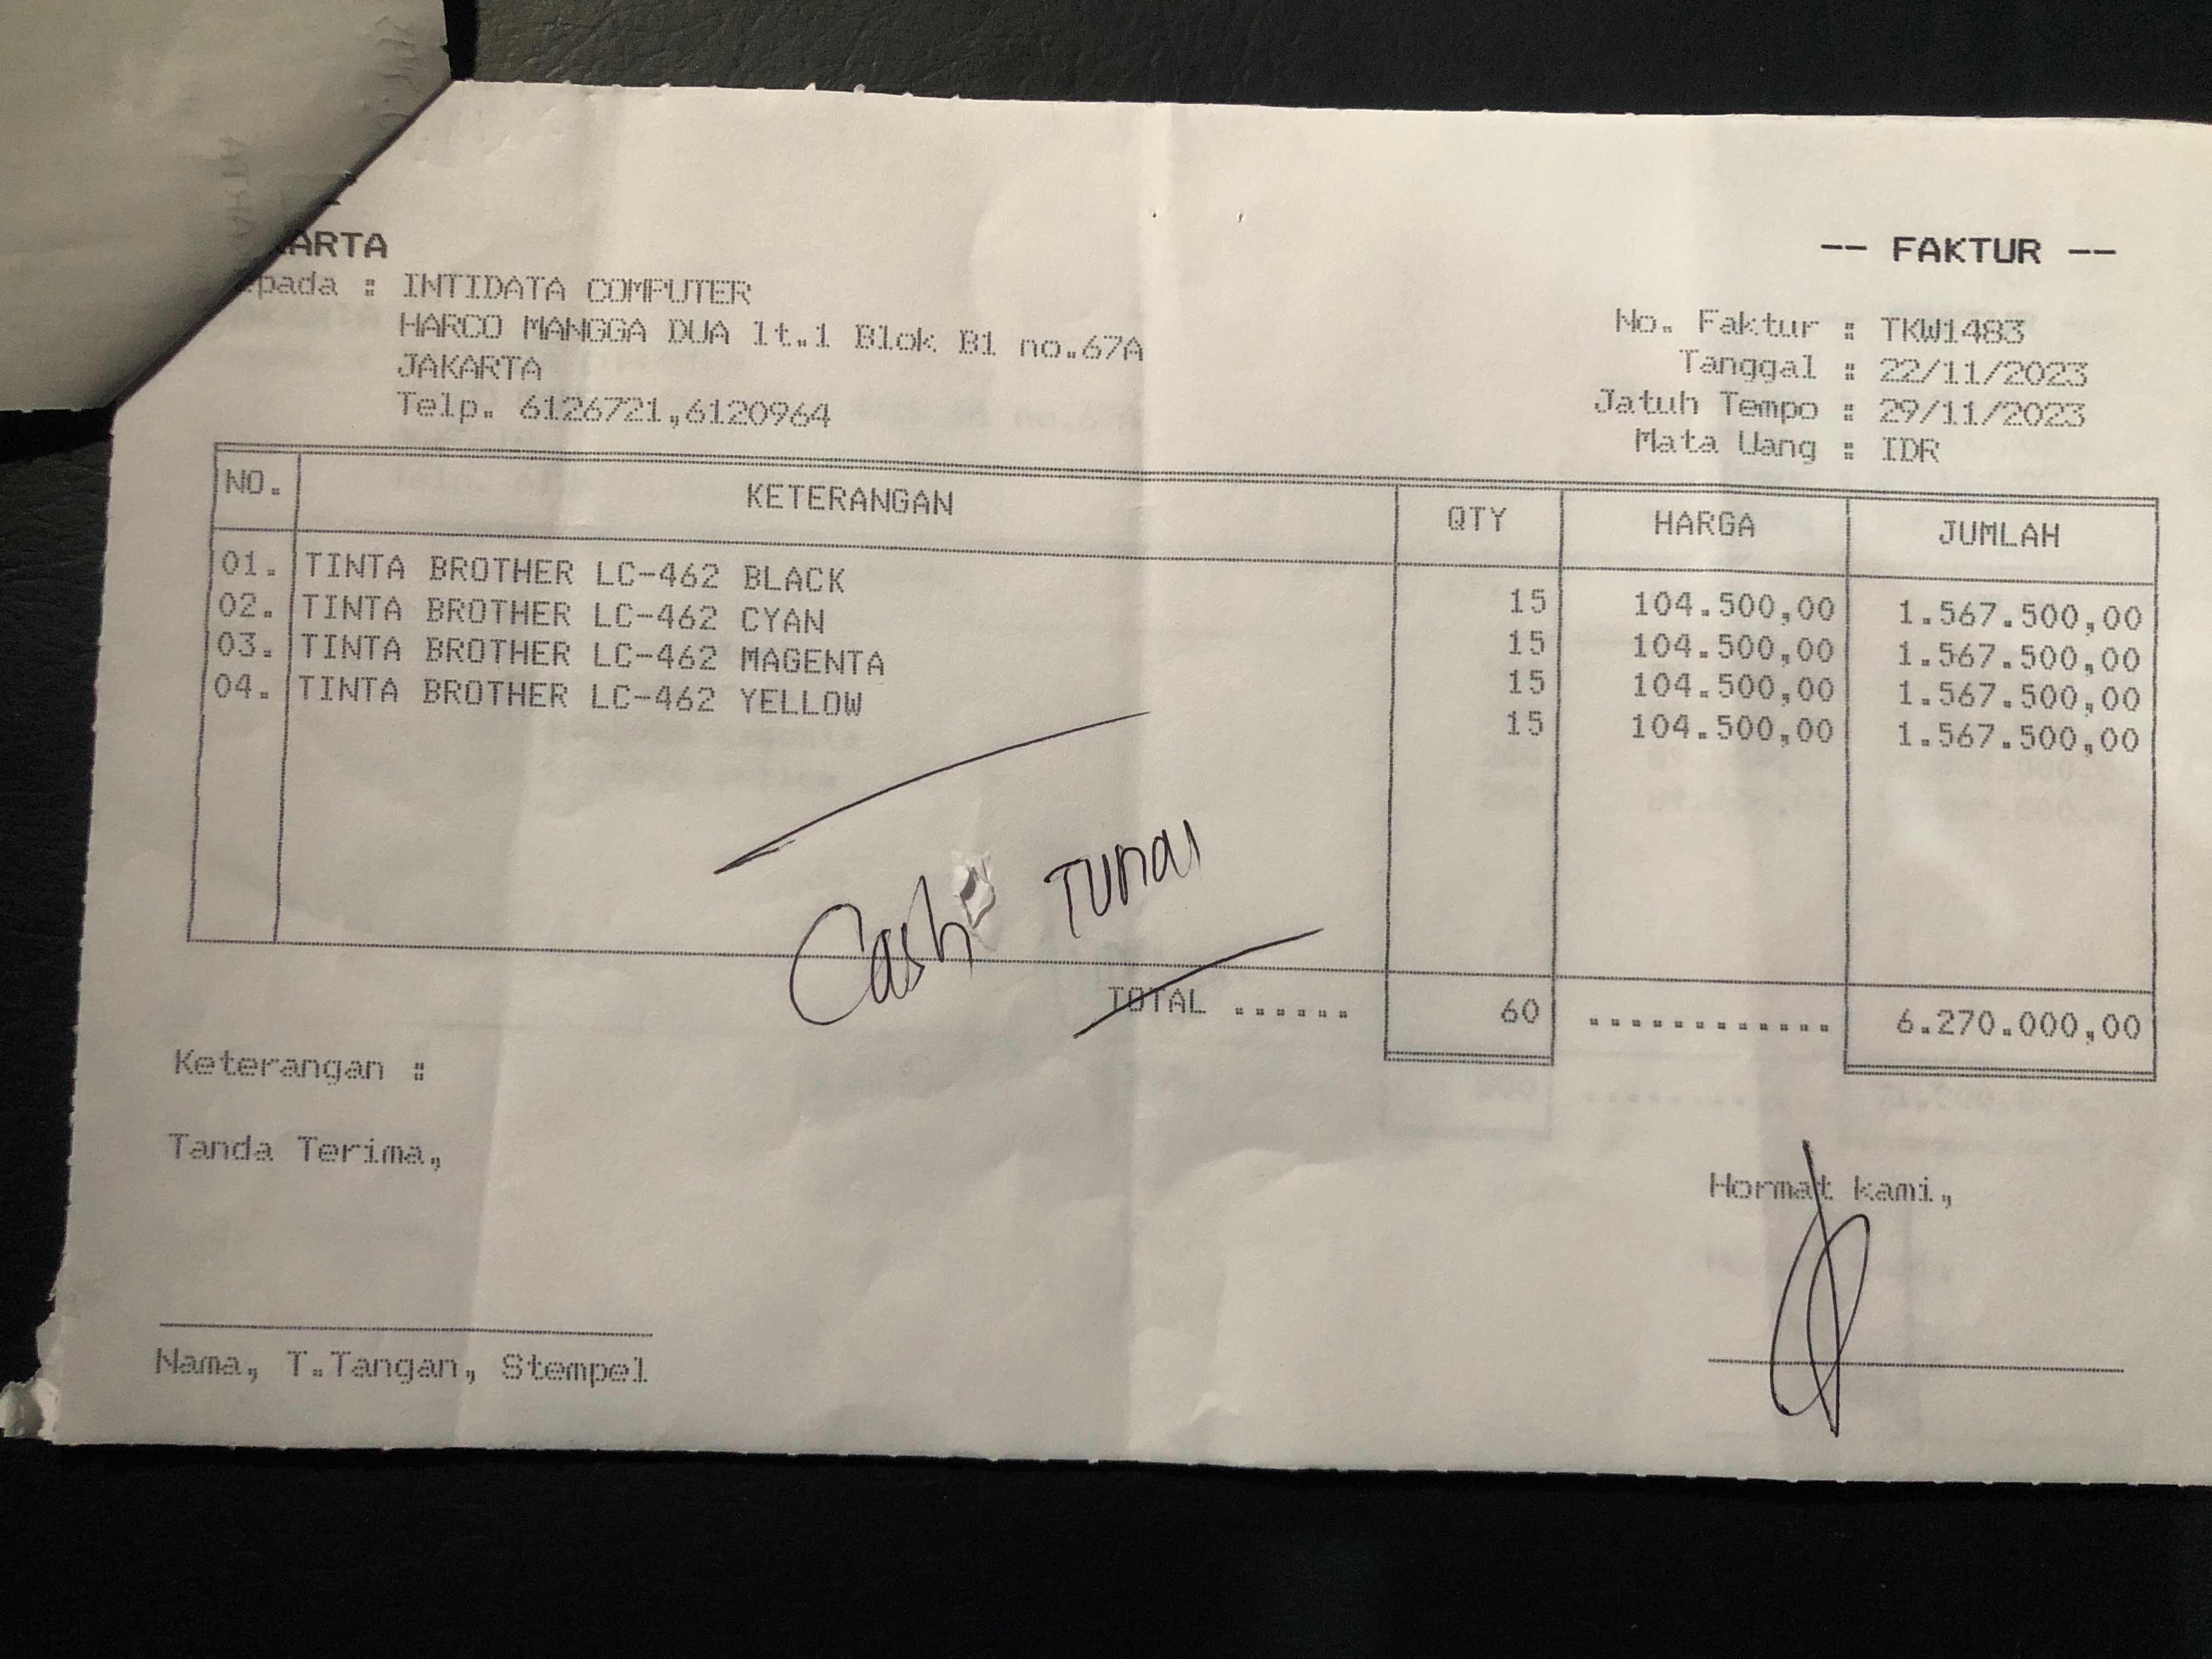 -- FAKTUR --
: INTIDATA COMPUTER
HARCO MANGGA DUA lt.1 Blok B1 no.67A
JAKARTA
Telp. 6126721,6120964
No. Faktur : TKW1483
Tanggal : 22/11/2023
Jatuh Tempo : 29/11/2023
Mata Uang : IDR
NO. KETERANGAN QTY HARGA JUMLAH
01. TINTA BROTHER LC-462 BLACK 15 104.500,00 1.567.500,00
02. TINTA BROTHER LC-462 CYAN 15 104.500,00 1.567.500,00
03. TINTA BROTHER LC-462 MAGENTA 15 104.500,00 1.567.500,00
04. TINTA BROTHER LC-462 YELLOW 15 104.500,00 1.567.500,00
Cash Tunai
TOTAL ...... 60 ............ 6.270.000,00
Keterangan :
Tanda Terima,
Hormat kami,
Nama, T.Tangan, Stempel